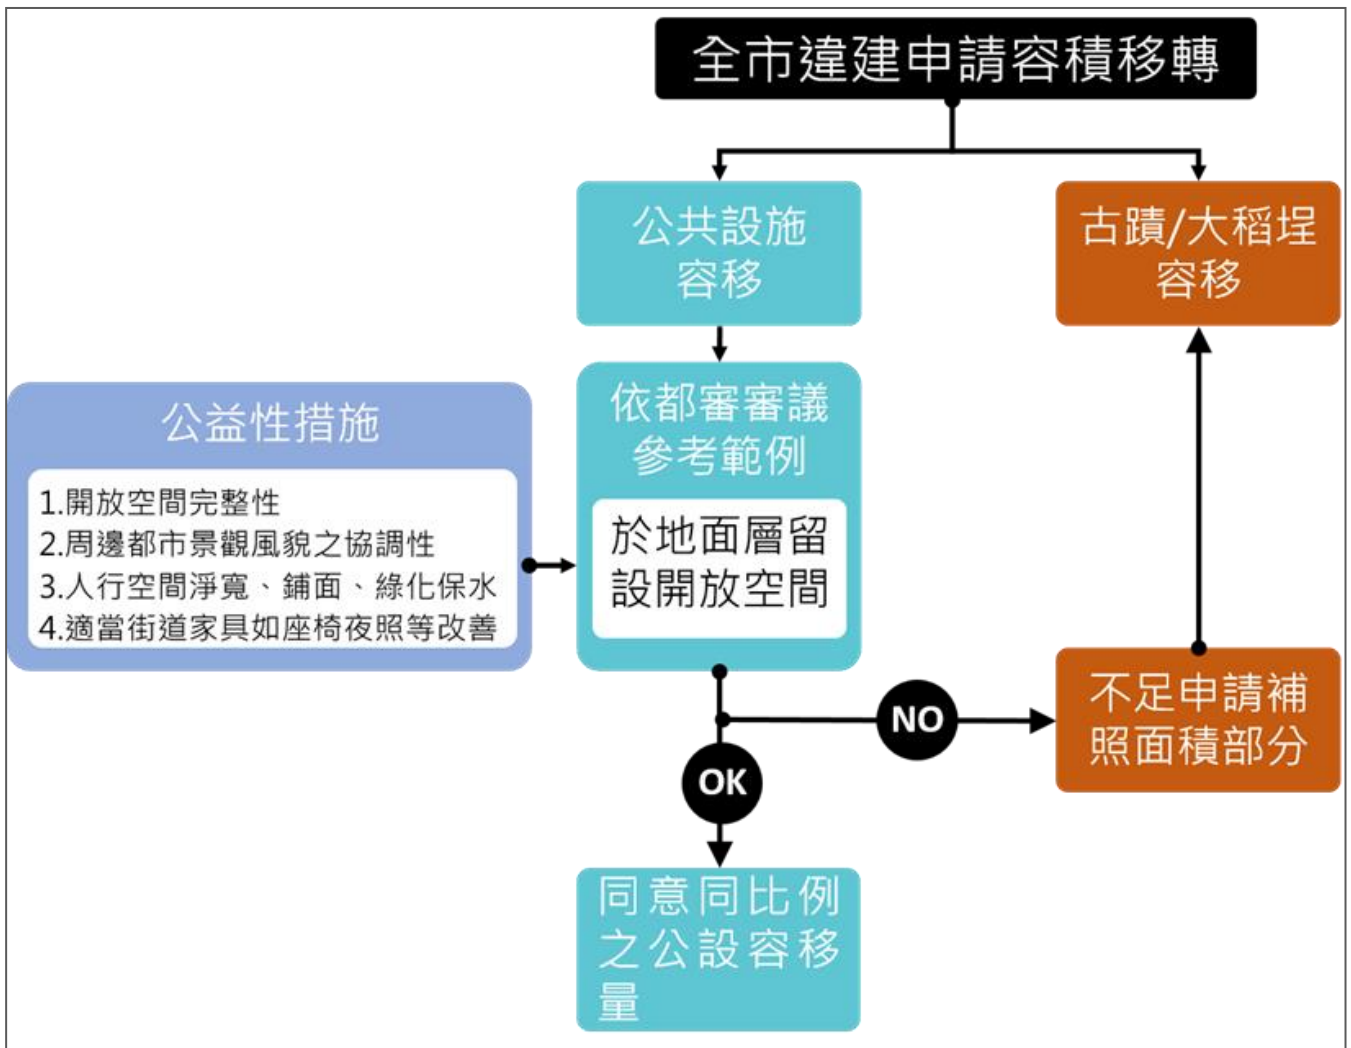 全市違建申請容積移轉
公共設施
容移
古蹟/大稻埕
容移
公益性措施
1.開放空間完整性
2.周邊都市景觀風貌之協調性
3.人行空間淨寬、鋪面、綠化保水
4.適當街道家具如座椅夜照等改善
依都審審議
參考範例
於地面層留
設開放空間
NO
不足申請補
照面積部分
OK
同意同比例
之公設容移
量